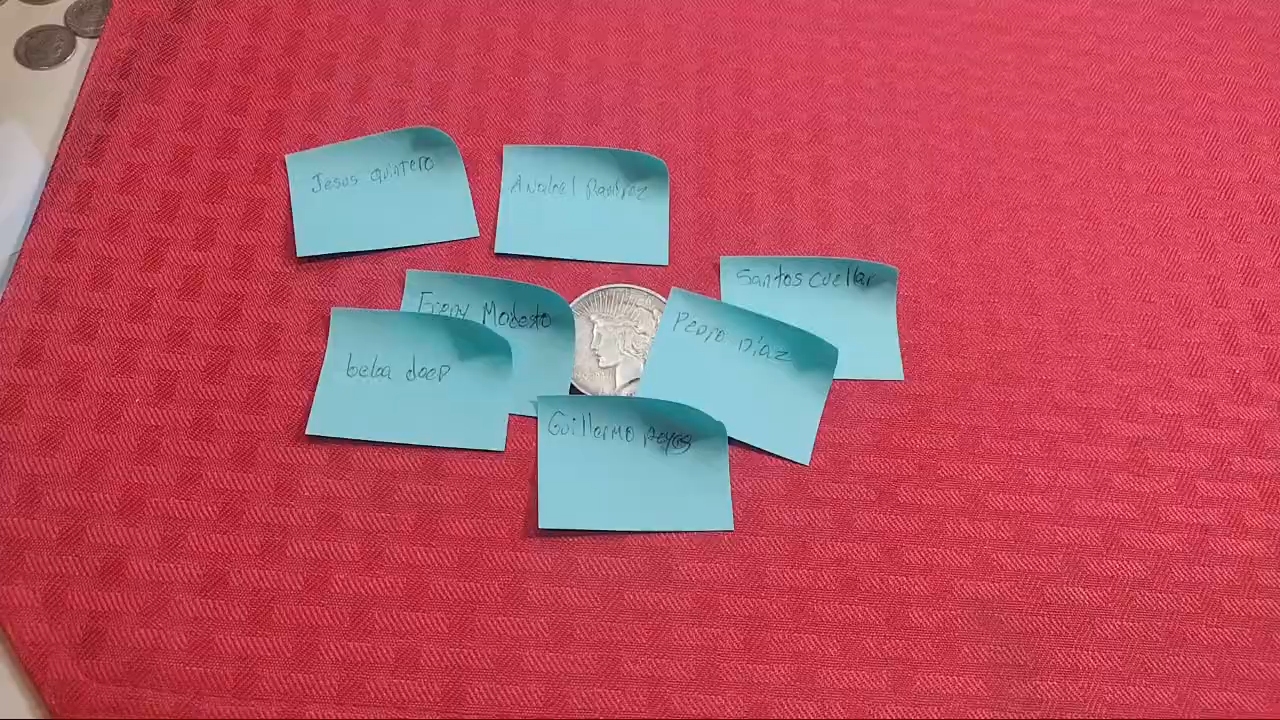 Jesus quintero
Anabel Ramirez
Santos Cuellar
Freny Modesto
Pedro Diaz
beba doep
Guillermo Reyes